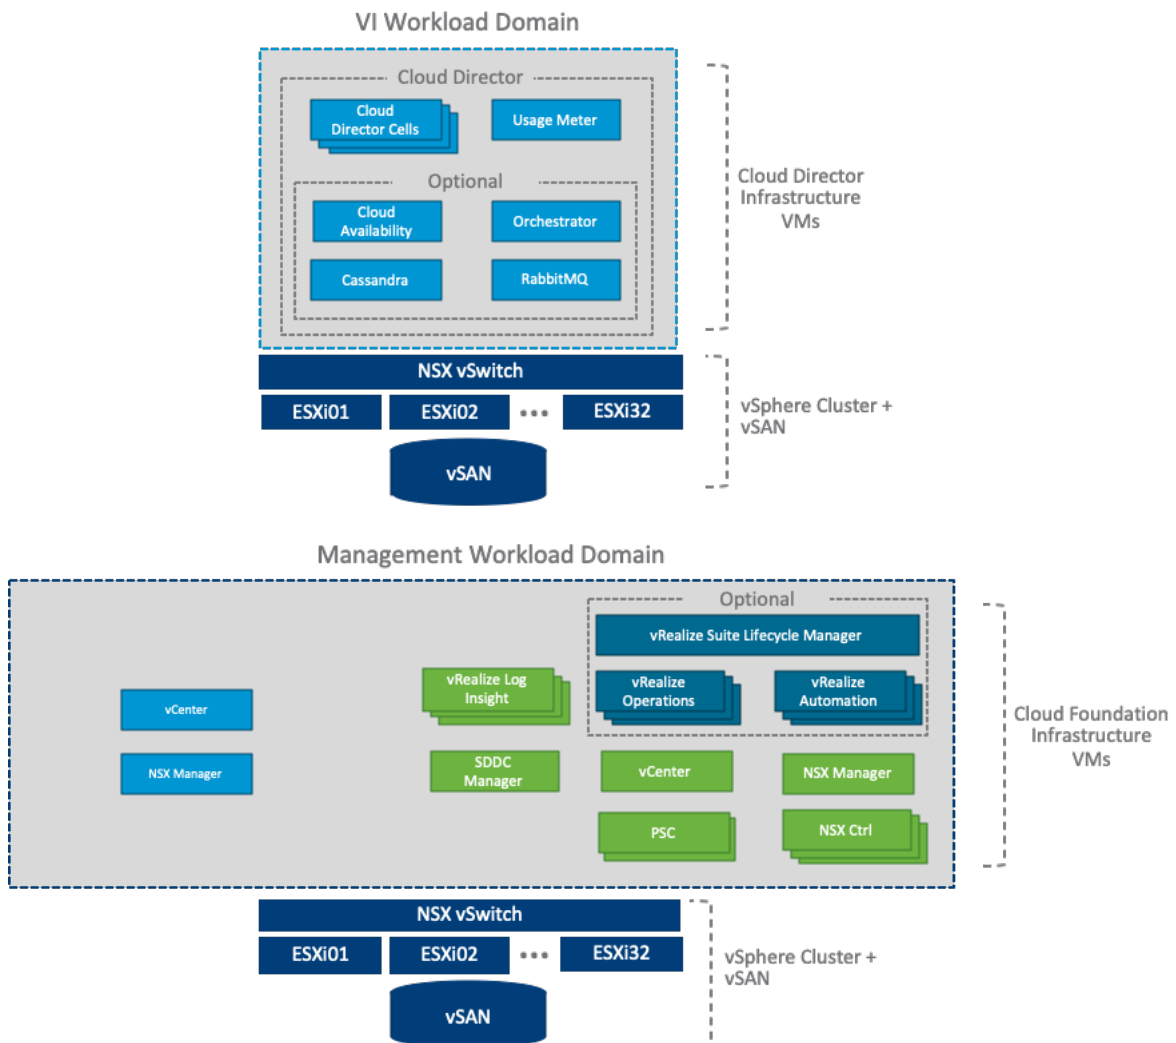 VI Workload Domain
Cloud Director
Cloud
Director Cells
Usage Meter
Optional
Cloud
Availability
Orchestrator
Cassandra
RabbitMQ
Cloud Director
Infrastructure
VMs
NSX vSwitch
ESXi01
ESXi02
•••
ESXi32
vSAN
vSphere Cluster +
vSAN
Management Workload Domain
Optional
vRealize Suite Lifecycle Manager
vRealize Log
Insight
vRealize
Operations
vRealize
Automation
vCenter
NSX Manager
SDDC
Manager
vCenter
NSX Manager
PSC
NSX Ctrl
Cloud Foundation
Infrastructure
VMs
NSX vSwitch
ESXi01
ESXi02
•••
ESXi32
vSAN
vSphere Cluster +
vSAN